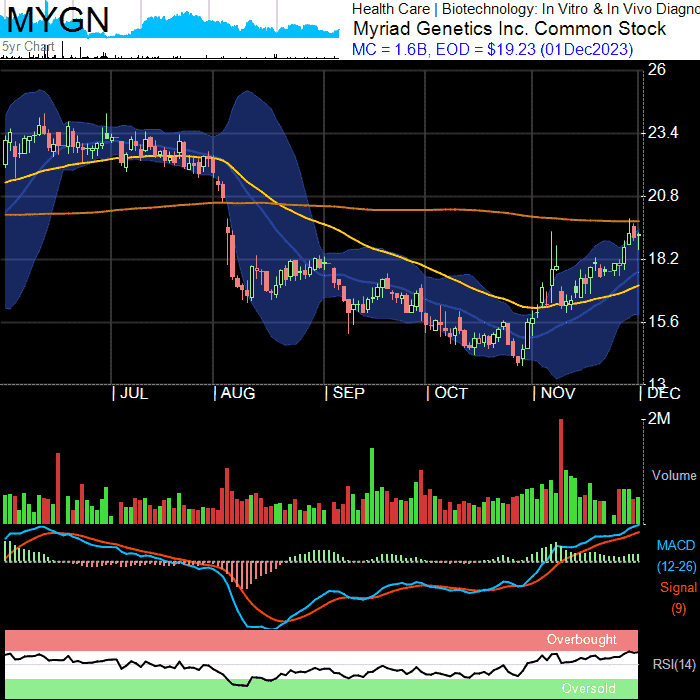 MYGN
5yr Chart
Health Care | Biotechnology: In Vitro & In Vivo Diagno
Myriad Genetics Inc. Common Stock
MC = 1.6B, EOD = $19.23 (01Dec2023)
26
23.4
20.8
18.2
15.6
13
| JUL | AUG | SEP | OCT | NOV | DEC
2M
Volume
MACD
(12-26)
Signal
(9)
Overbought
RSI(14)
Oversold